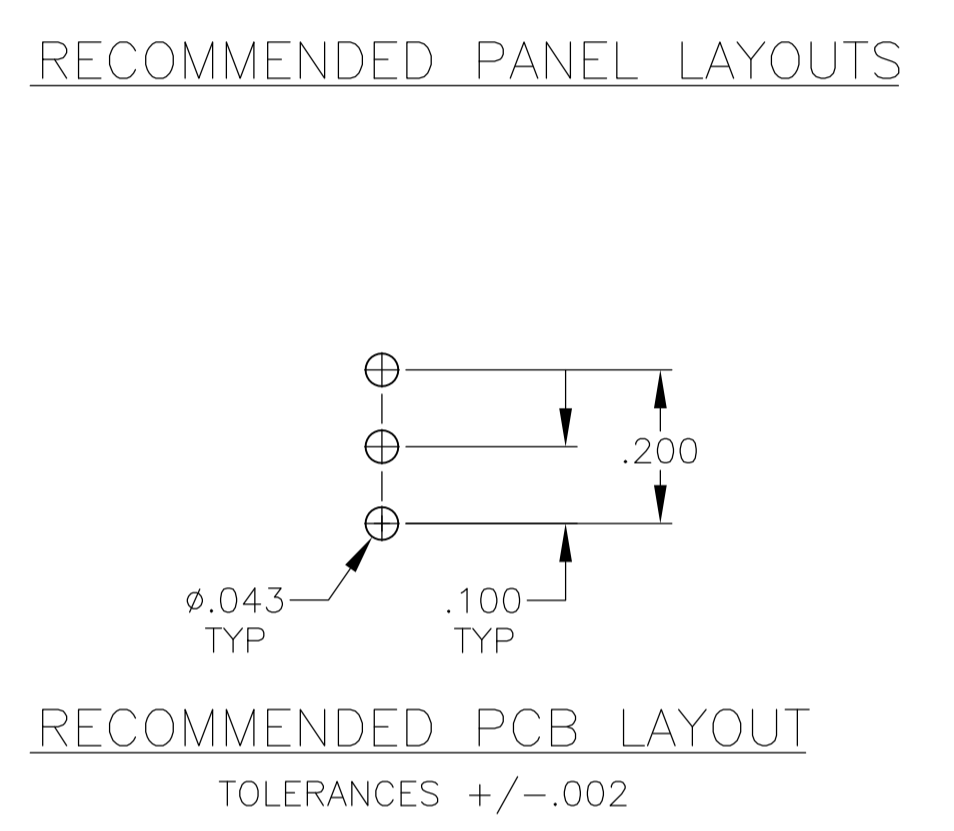 RECOMMENDED PANEL LAYOUTS
.200
⌀.043
TYP
.100
TYP
RECOMMENDED PCB LAYOUT
TOLERANCES +/-.002